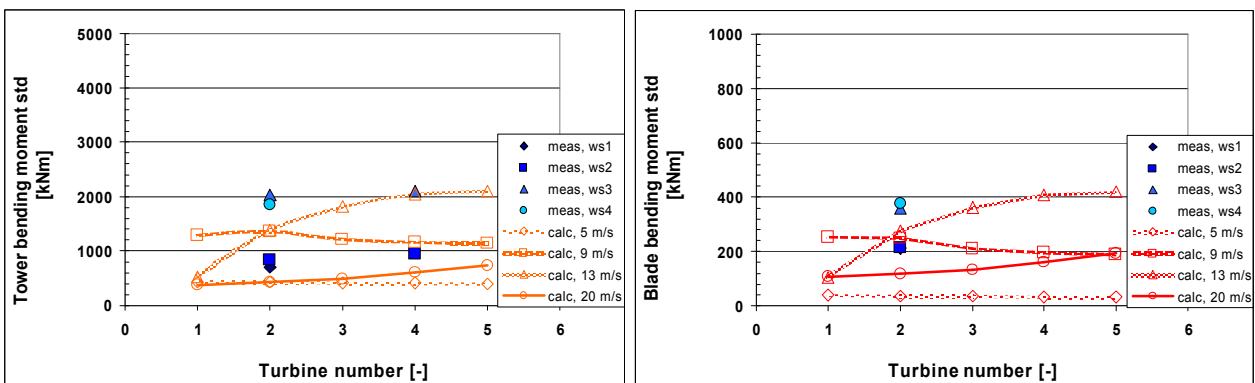 Tower bending moment std
[kNm]
5000
4000
3000
2000
1000
0
0 1 2 3 4 5 6
Turbine number [-]
meas, ws1
meas, ws2
meas, ws3
meas, ws4
calc, 5 m/s
calc, 9 m/s
calc, 13 m/s
calc, 20 m/s
Blade bending moment std
[kNm]
1000
800
600
400
200
0
0 1 2 3 4 5 6
Turbine number [-]
meas, ws1
meas, ws2
meas, ws3
meas, ws4
calc, 5 m/s
calc, 9 m/s
calc, 13 m/s
calc, 20 m/s